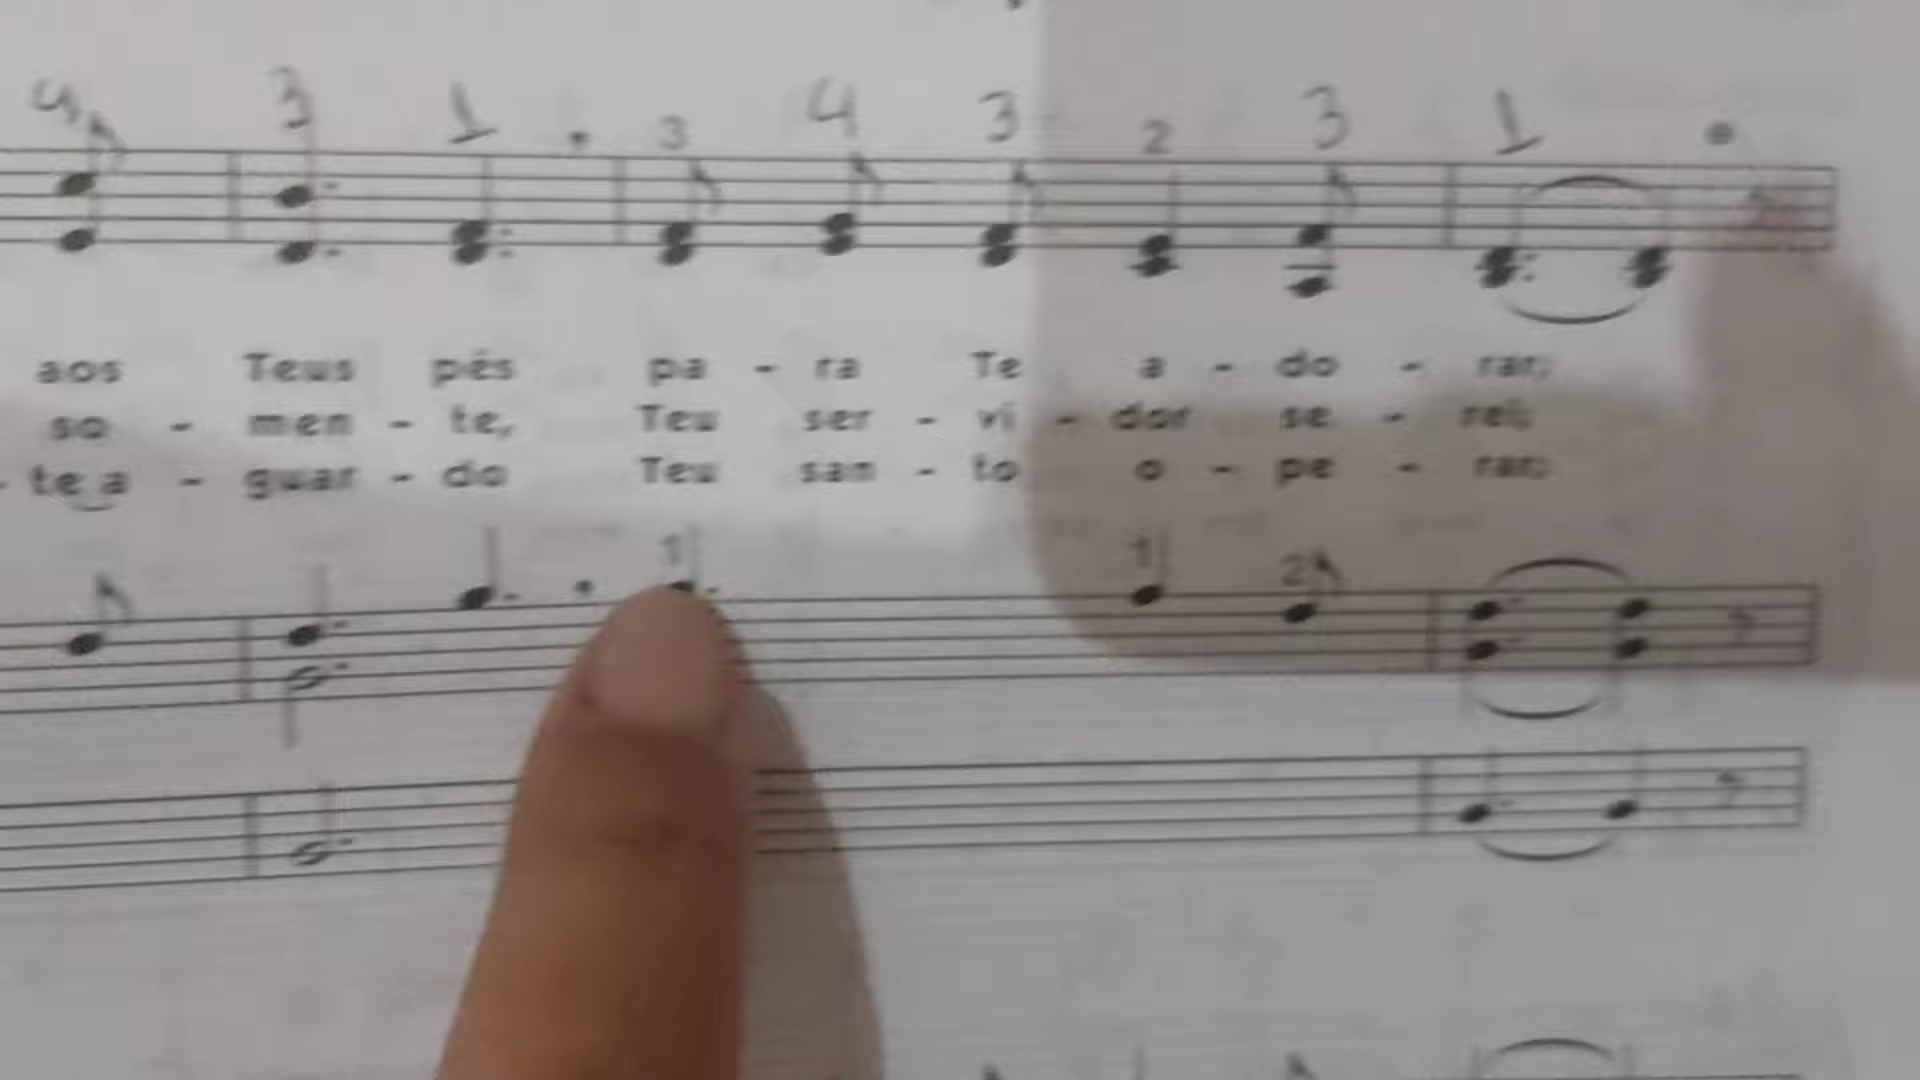 4 3 1 3 4 3 2 3 1
aos Teus pés pa - ra Te a - do - rar;
so - men - te, Teu ser - vi - dor se - rei;
- te a - guar - do Teu san - to o - pe - rar;
1 1 2